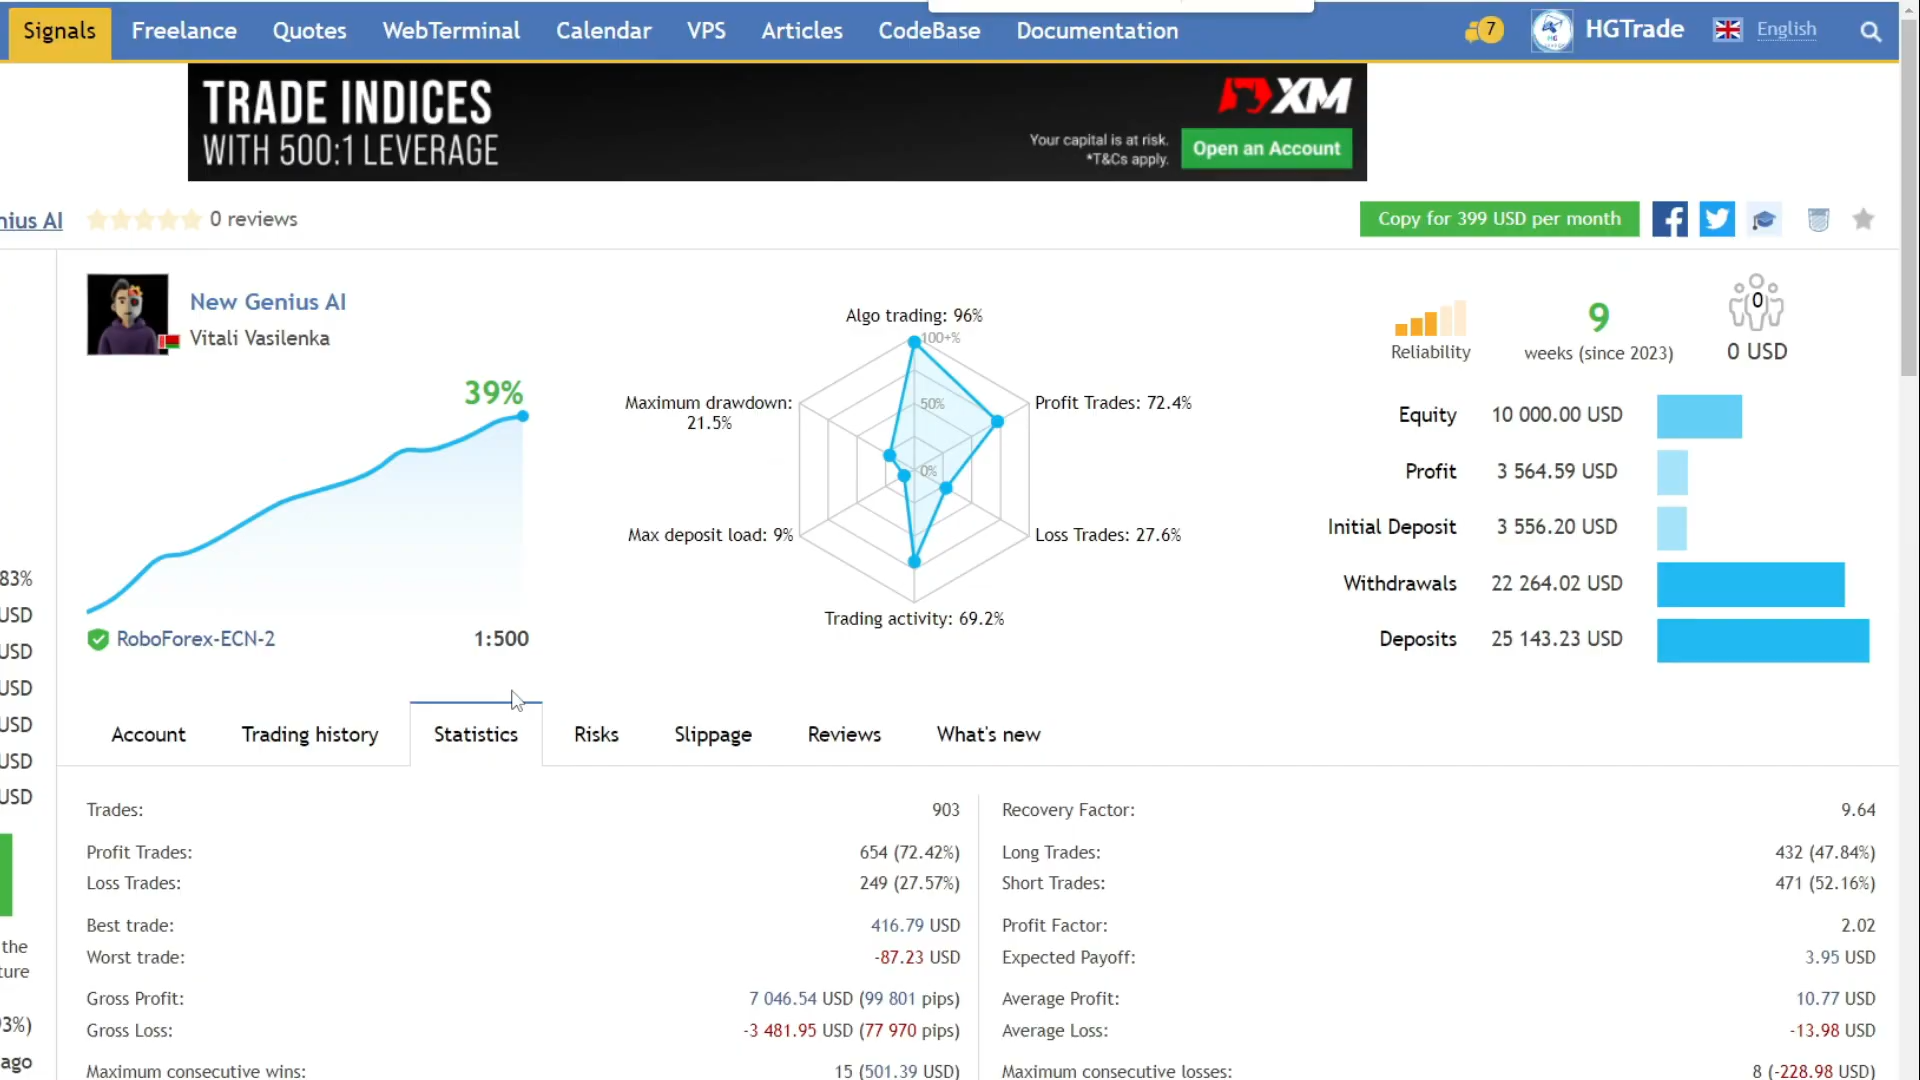 Signals
Freelance
Quotes
WebTerminal
Calendar
VPS
Articles
CodeBase
Documentation
7
HGTrade
English
TRADE INDICES
WITH 500:1 LEVERAGE
XM
Your capital is at risk.
*T&Cs apply.
Open an Account
nius AI
0 reviews
Copy for 399 USD per month
New Genius AI
Vitali Vasilenka
39%
RoboForex-ECN-2
1:500
Algo trading: 96%
100+%
Maximum drawdown:
21.5%
50%
Profit Trades: 72.4%
0%
Max deposit load: 9%
Loss Trades: 27.6%
Trading activity: 69.2%
Reliability
9
weeks (since 2023)
0
0 USD
Equity 10 000.00 USD
Profit 3 564.59 USD
Initial Deposit 3 556.20 USD
Withdrawals 22 264.02 USD
Deposits 25 143.23 USD
83%
USD
USD
USD
USD
USD
USD
the
ture
93%)
ago
Account
Trading history
Statistics
Risks
Slippage
Reviews
What's new
Trades: 903
Profit Trades: 654 (72.42%)
Loss Trades: 249 (27.57%)
Best trade: 416.79 USD
Worst trade: -87.23 USD
Gross Profit: 7 046.54 USD (99 801 pips)
Gross Loss: -3 481.95 USD (77 970 pips)
Maximum consecutive wins: 15 (501.39 USD)
Recovery Factor: 9.64
Long Trades: 432 (47.84%)
Short Trades: 471 (52.16%)
Profit Factor: 2.02
Expected Payoff: 3.95 USD
Average Profit: 10.77 USD
Average Loss: -13.98 USD
Maximum consecutive losses: 8 (-228.98 USD)